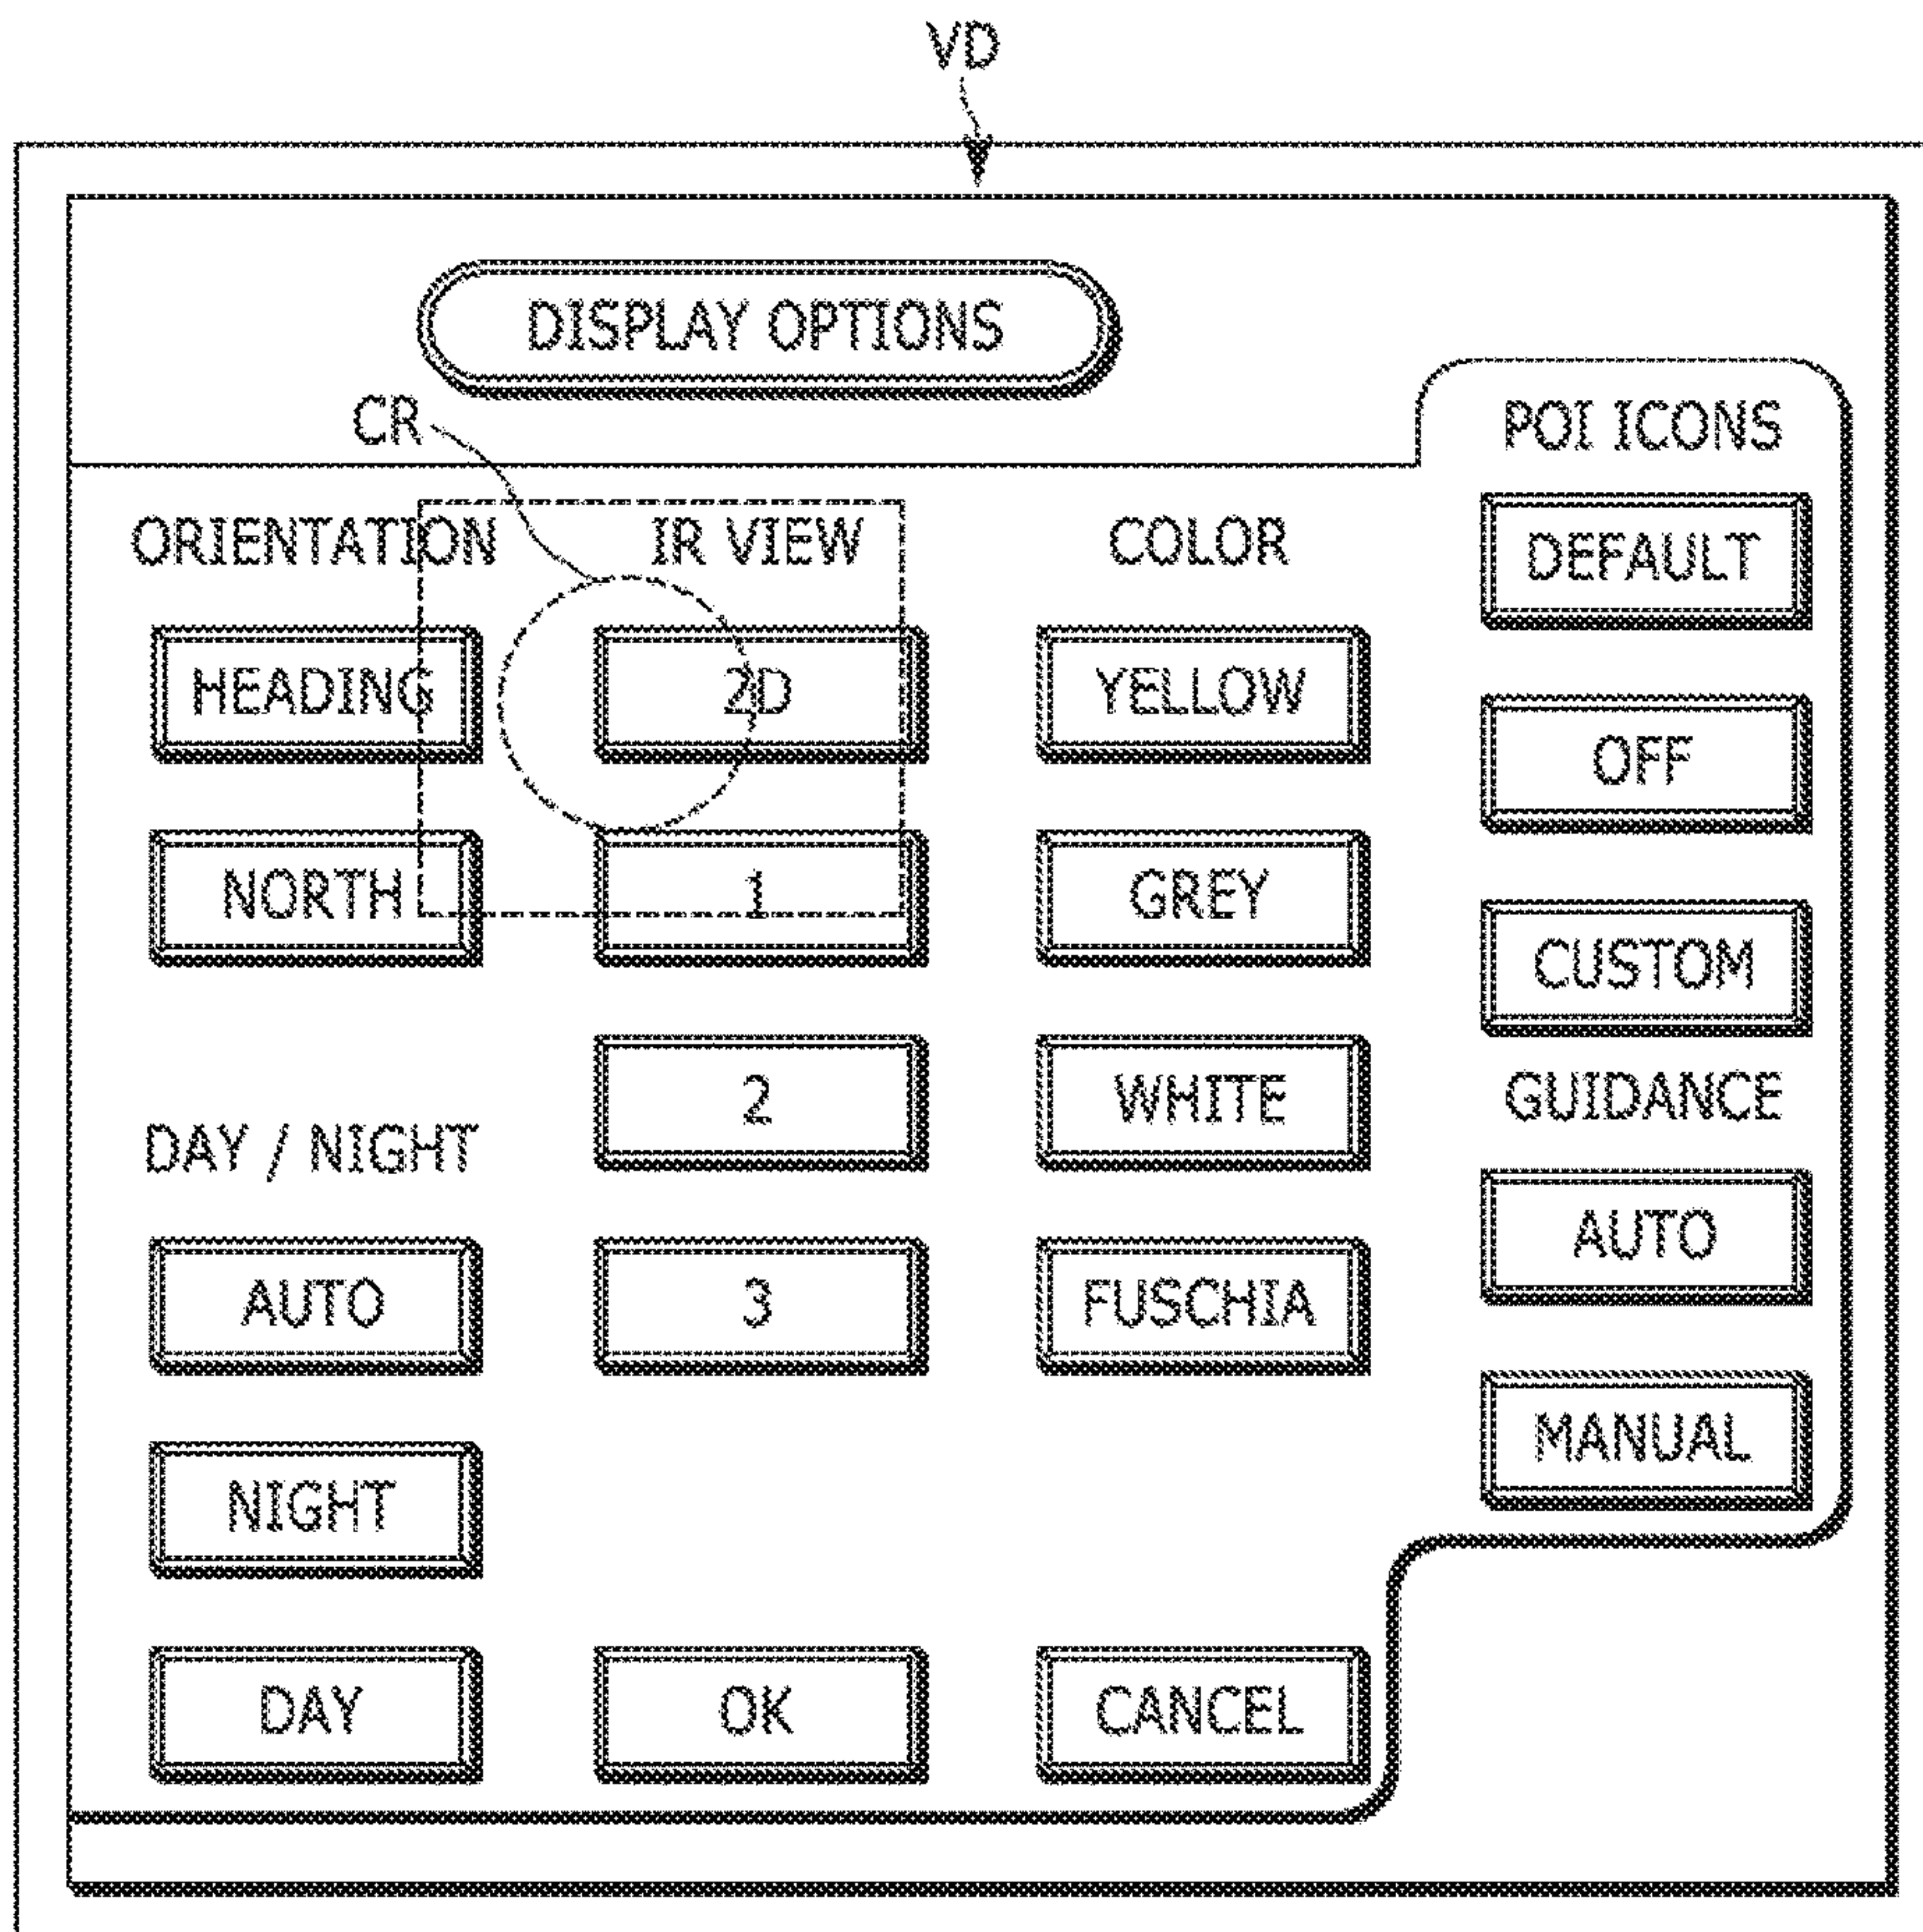 VD
DISPLAY OPTIONS
CR
POI ICONS
ORIENTATION IR VIEW COLOR
DEFAULT
HEADING 2D YELLOW
OFF
NORTH 1 GREY
CUSTOM
2 WHITE GUIDANCE
DAY / NIGHT
AUTO
AUTO 3 FUSCHIA
MANUAL
NIGHT
DAY OK CANCEL